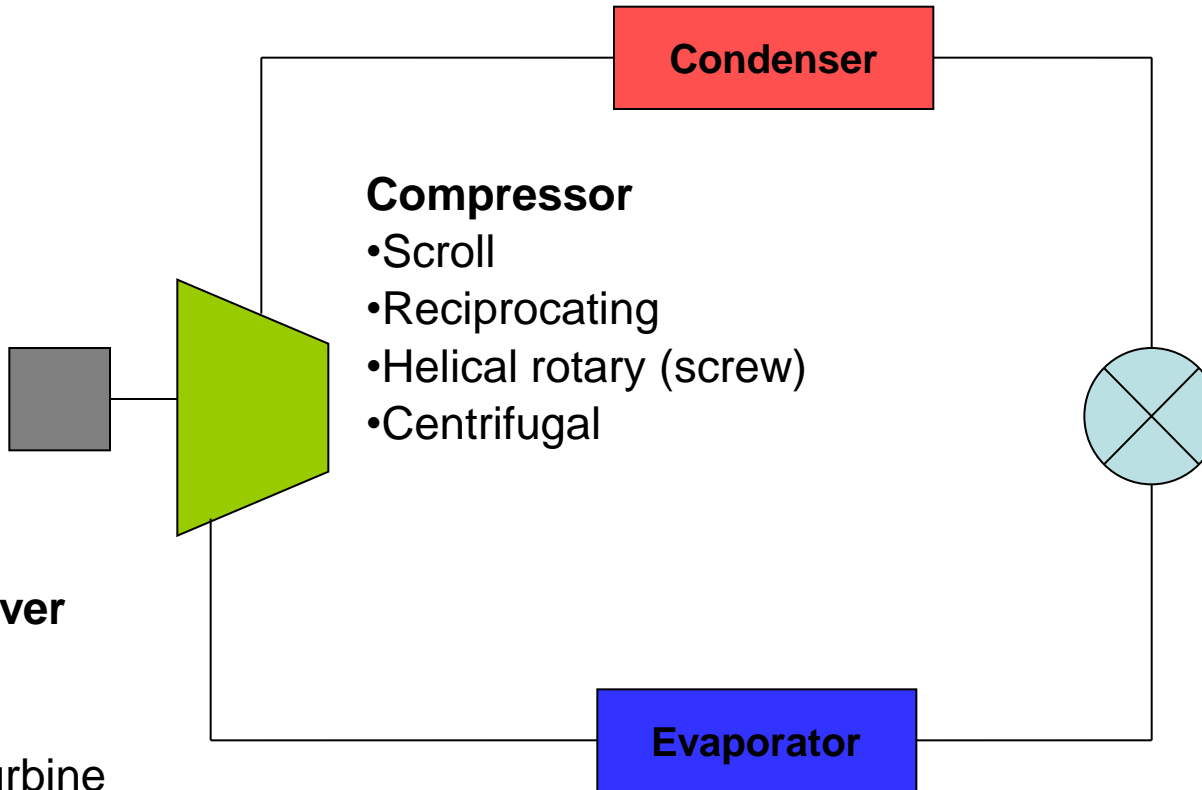 Condenser
Compressor
•Scroll
•Reciprocating
•Helical rotary (screw)
•Centrifugal
ver
Evaporator
urbine